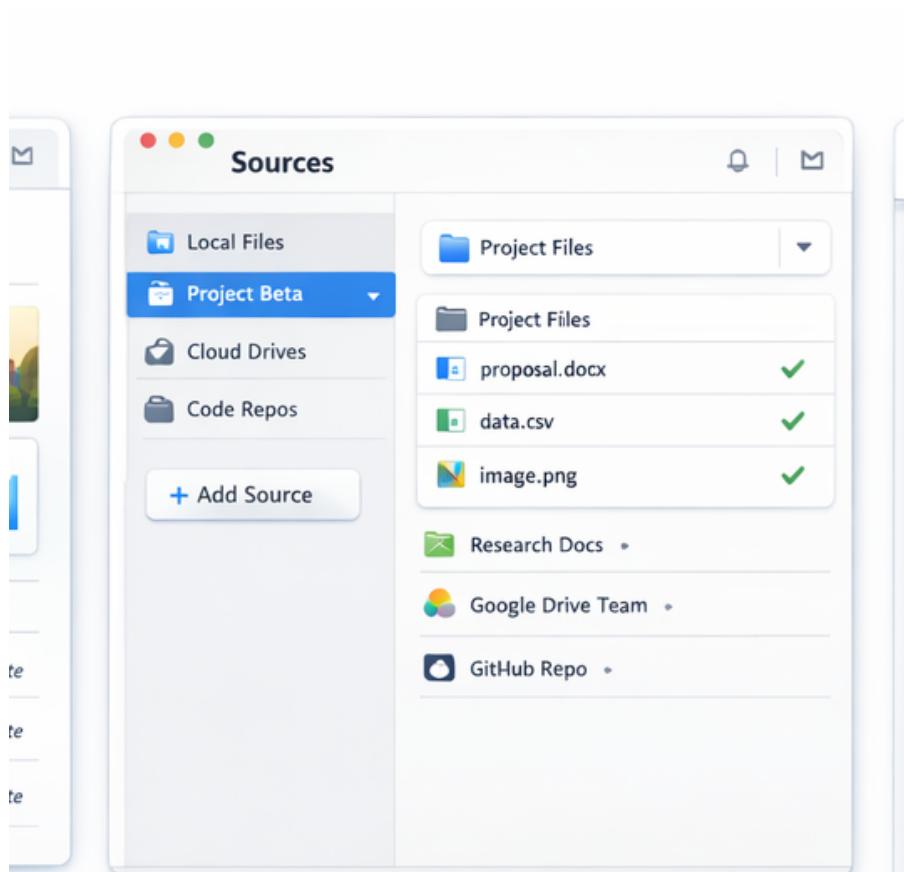 Sources
Local Files
Project Beta
Cloud Drives
Code Repos
+ Add Source
Project Files
Project Files
proposal.docx
data.csv
image.png
Research Docs
Google Drive Team
GitHub Repo